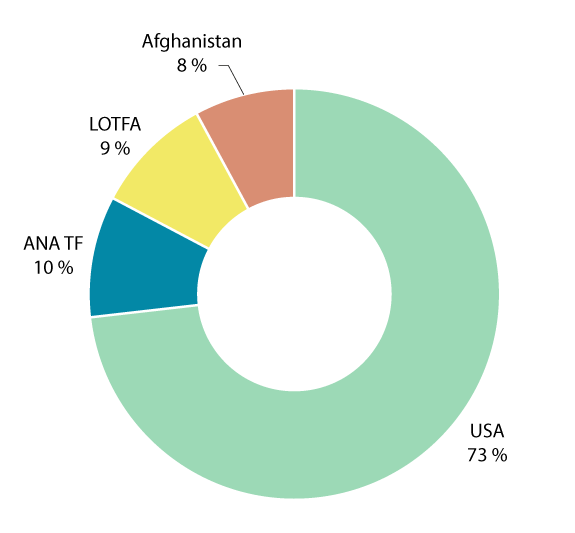 Afghanistan
8 %
LOTFA
9 %
ANA TF
10 %
USA
73 %